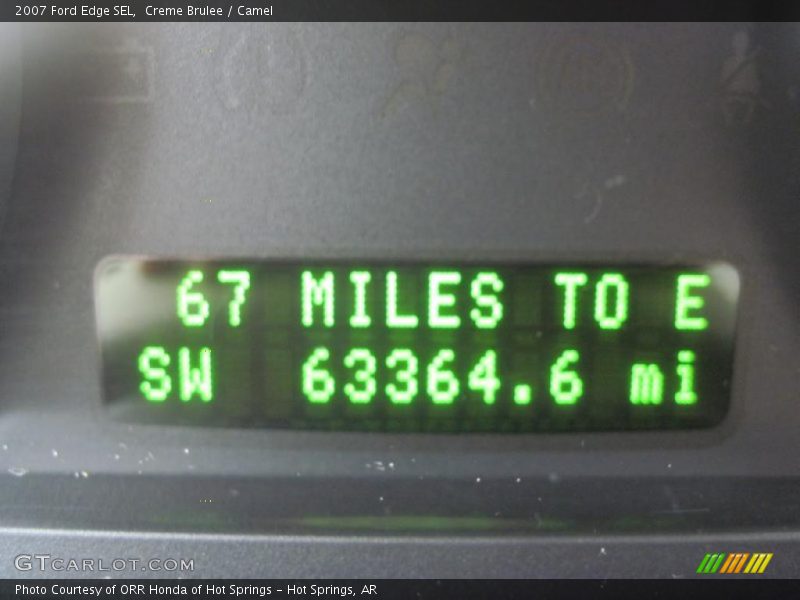 2007 Ford Edge SEL, Creme Brulee / Camel
67 MILES TO E
SW 63364.6 mi
GTCARLOT.COM
Photo Courtesy of ORR Honda of Hot Springs - Hot Springs, AR